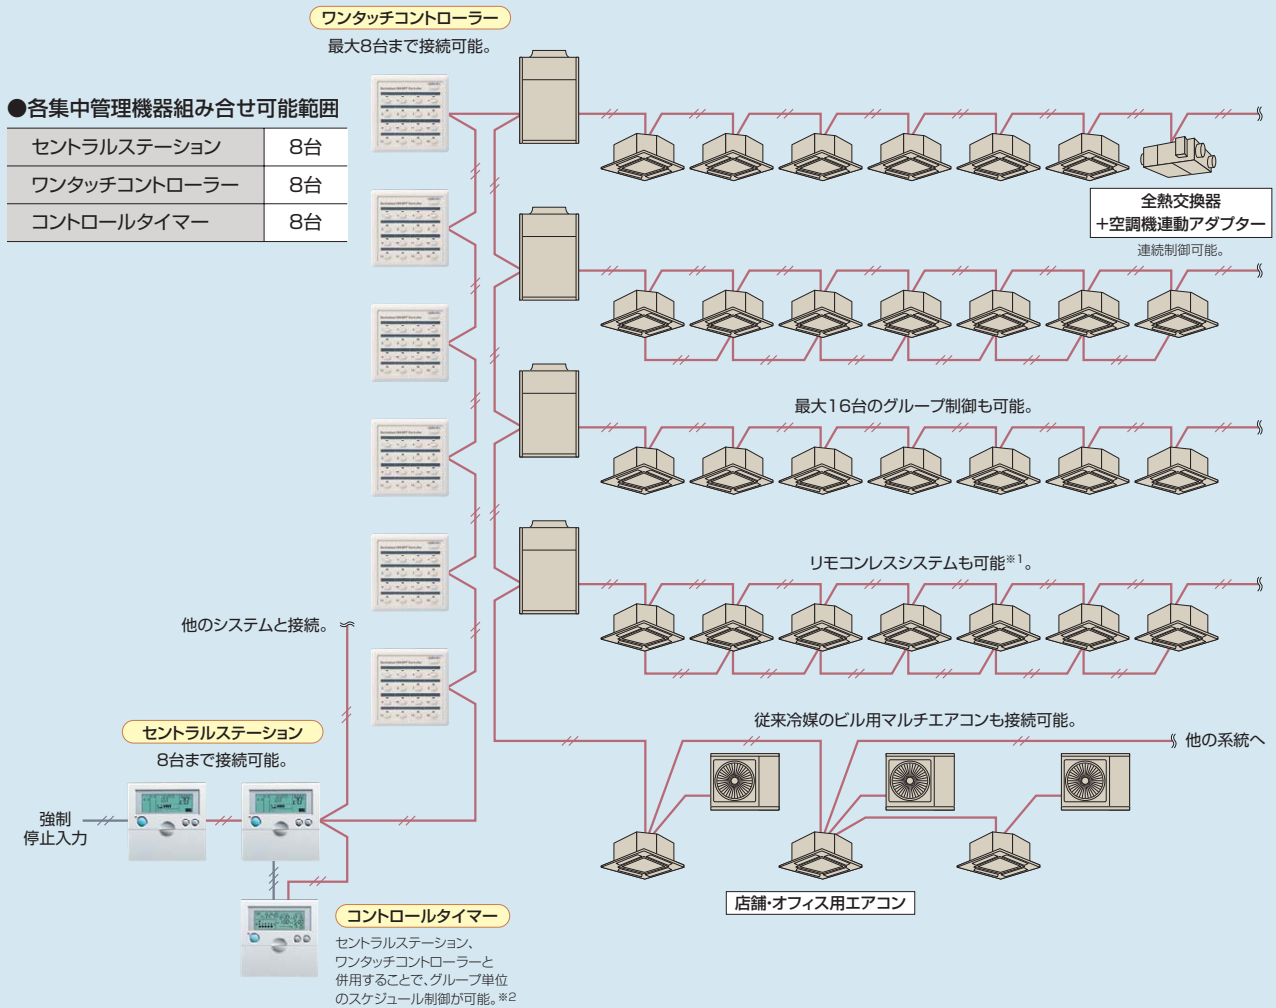 ワンタッチコントローラー
最大8台まで接続可能。
●各集中管理機器組み合せ可能範囲
セントラルステーション 8台
ワンタッチコントローラー 8台
コントロールタイマー 8台
全熱交換器
+空調機連動アダプター
連続制御可能。
最大16台のグループ制御も可能。
リモコンレスシステムも可能※1。
他のシステムと接続。
従来冷媒のビル用マルチエアコンも接続可能。
他の系統へ
セントラルステーション
8台まで接続可能。
強制
停止入力
店舗・オフィス用エアコン
コントロールタイマー
セントラルステーション、
ワンタッチコントローラーと
併用することで、グループ単位
のスケジュール制御が可能。※2